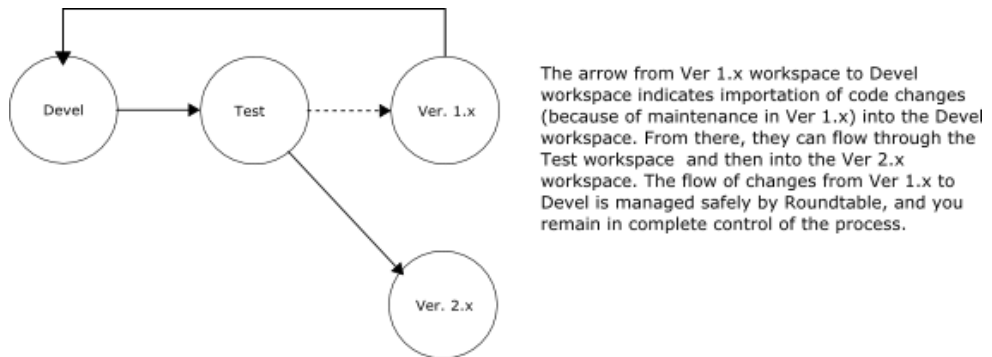 Devel
Test
Ver. 1.x
Ver. 2.x
The arrow from Ver 1.x workspace to Devel
workspace indicates importation of code changes
(because of maintenance in Ver 1.x) into the Devel
workspace. From there, they can flow through the
Test workspace  and then into the Ver 2.x
workspace. The flow of changes from Ver 1.x to
Devel is managed safely by Roundtable, and you
remain in complete control of the process.